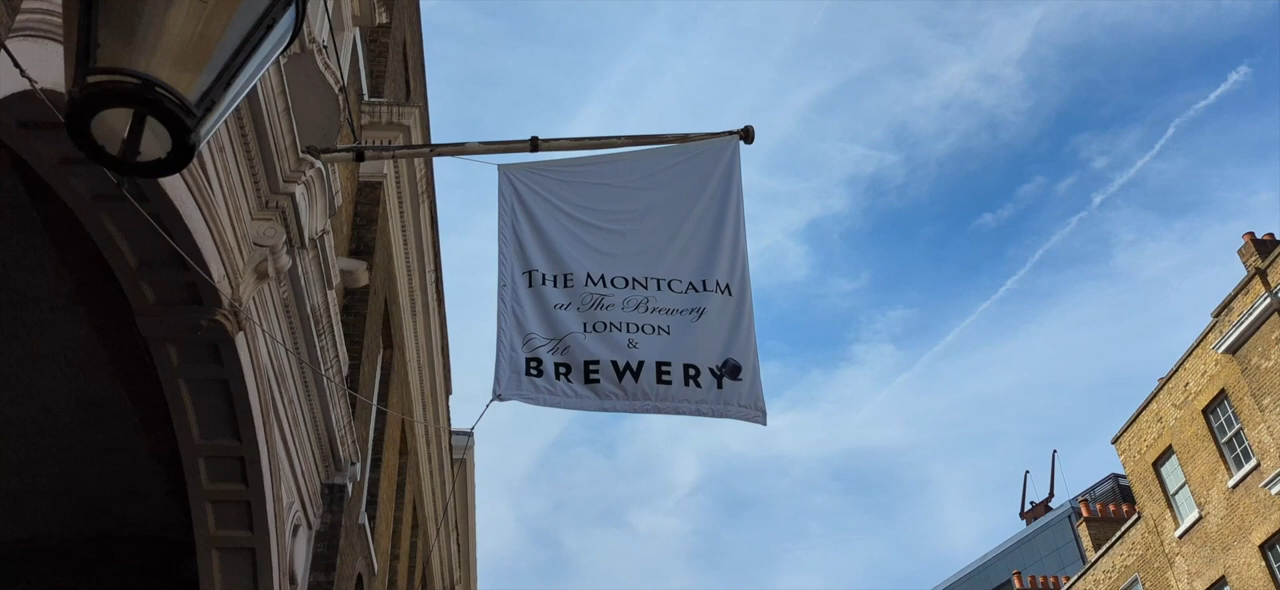 THE MONTCALM
at The Brewery
LONDON
&
The
BREWERY